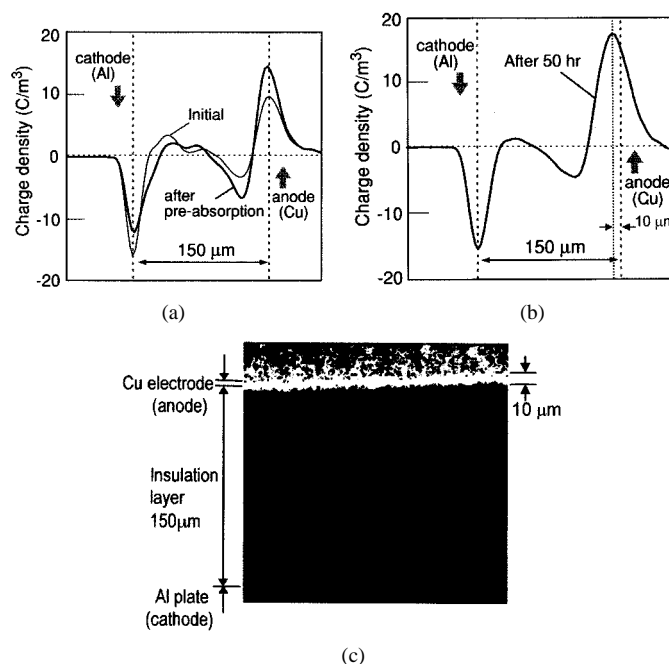 20
10
0
-10
-20
Charge density (C/m³)
cathode
(Al)
Initial
after
pre-absorption
anode
(Cu)
150 µm
(a)
20
10
0
-10
-20
Charge density (C/m³)
cathode
(Al)
After 50 hr
anode
(Cu)
150 µm
10 µm
(b)
Cu electrode
(anode)
10 µm
Insulation
layer
150µm
Al plate
(cathode)
(c)